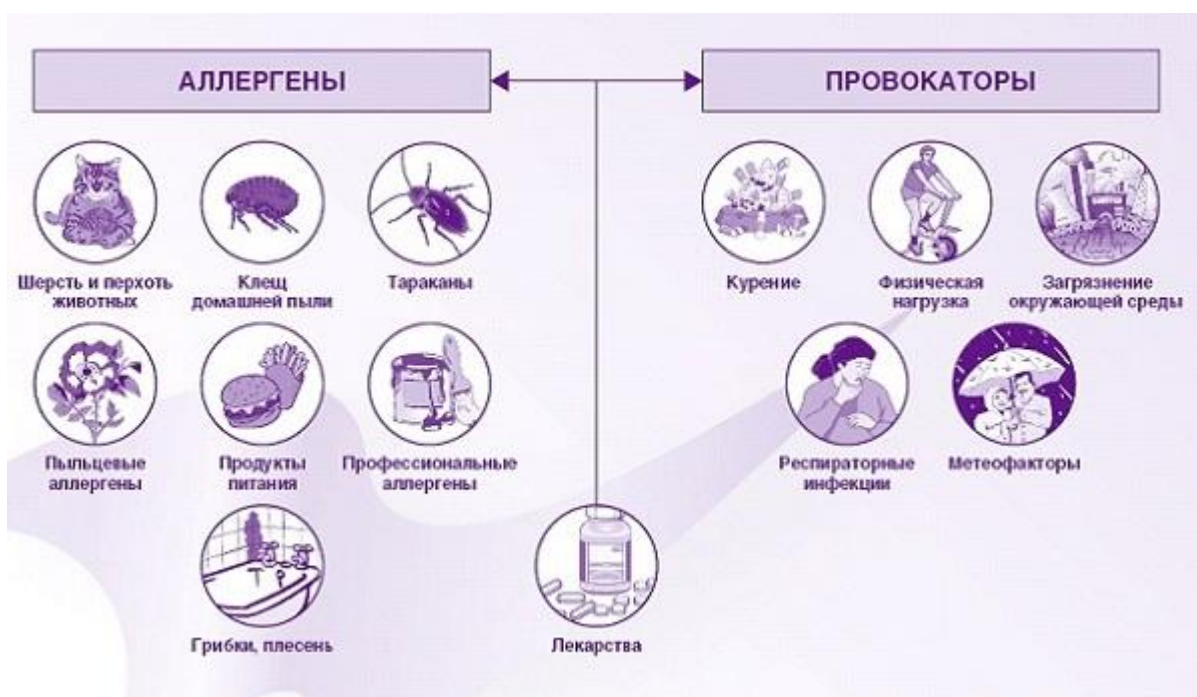 АЛЛЕРГЕНЫ
ПРОВОКАТОРЫ
Шерсть и перхоть
животных
Клещ
домашней пыли
Тараканы
Курение
Физическая
нагрузка
Загрязнение
окружающей среды
Пыльцевые
аллергены
Продукты
питания
Профессиональные
аллергены
Респираторные
инфекции
Метеофакторы
Грибки, плесень
Лекарства